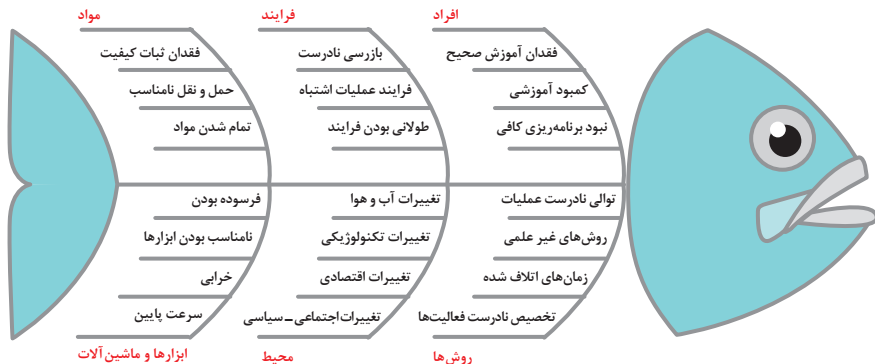 افراد
فرایند
مواد
فقدان آموزش صحیح
بازرسی نادرست
فقدان ثبات کیفیت
کمبود آموزشی
فرایند عملیات اشتباه
حمل و نقل نامناسب
نبود برنامه‌ریزی کافی
طولانی بودن فرایند
تمام شدن مواد
توالی نادرست عملیات
تغییرات آب و هوا
فرسوده بودن
روش‌های غیر علمی
تغییرات تکنولوژیکی
نامناسب بودن ابزارها
زمان‌های اتلاف شده
تغییرات اقتصادی
خرابی
تخصیص نادرست فعالیت‌ها
تغییرات اجتماعی ـ سیاسی
سرعت پایین
روش‌ها
محیط
ابزارها و ماشین‌آلات